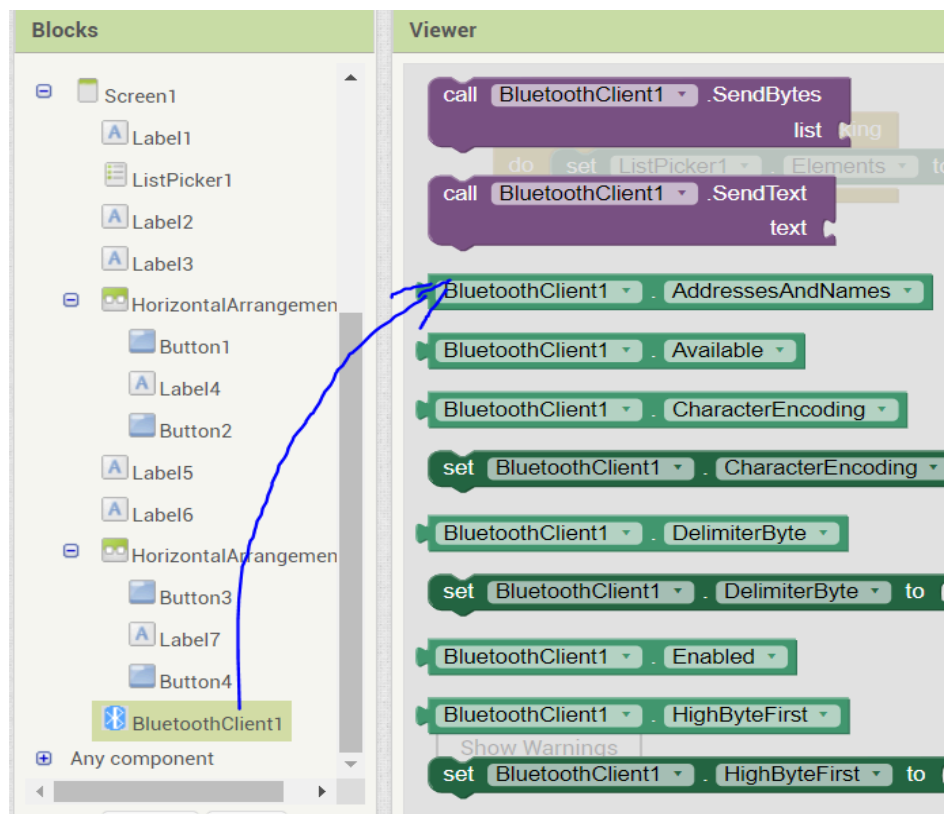 Blocks
Screen1
Label1
ListPicker1
Label2
Label3
HorizontalArrangemen
Button1
Label4
Button2
Label5
Label6
HorizontalArrangemen
Button3
Label7
Button4
BluetoothClient1
Any component
Viewer
call BluetoothClient1 .SendBytes
list
king
do set ListPicker1 . Elements to
call BluetoothClient1 .SendText
text
BluetoothClient1 . AddressesAndNames
BluetoothClient1 . Available
BluetoothClient1 . CharacterEncoding
set BluetoothClient1 . CharacterEncoding
BluetoothClient1 . DelimiterByte
set BluetoothClient1 . DelimiterByte to
BluetoothClient1 . Enabled
BluetoothClient1 . HighByteFirst
Show Warnings
set BluetoothClient1 . HighByteFirst to